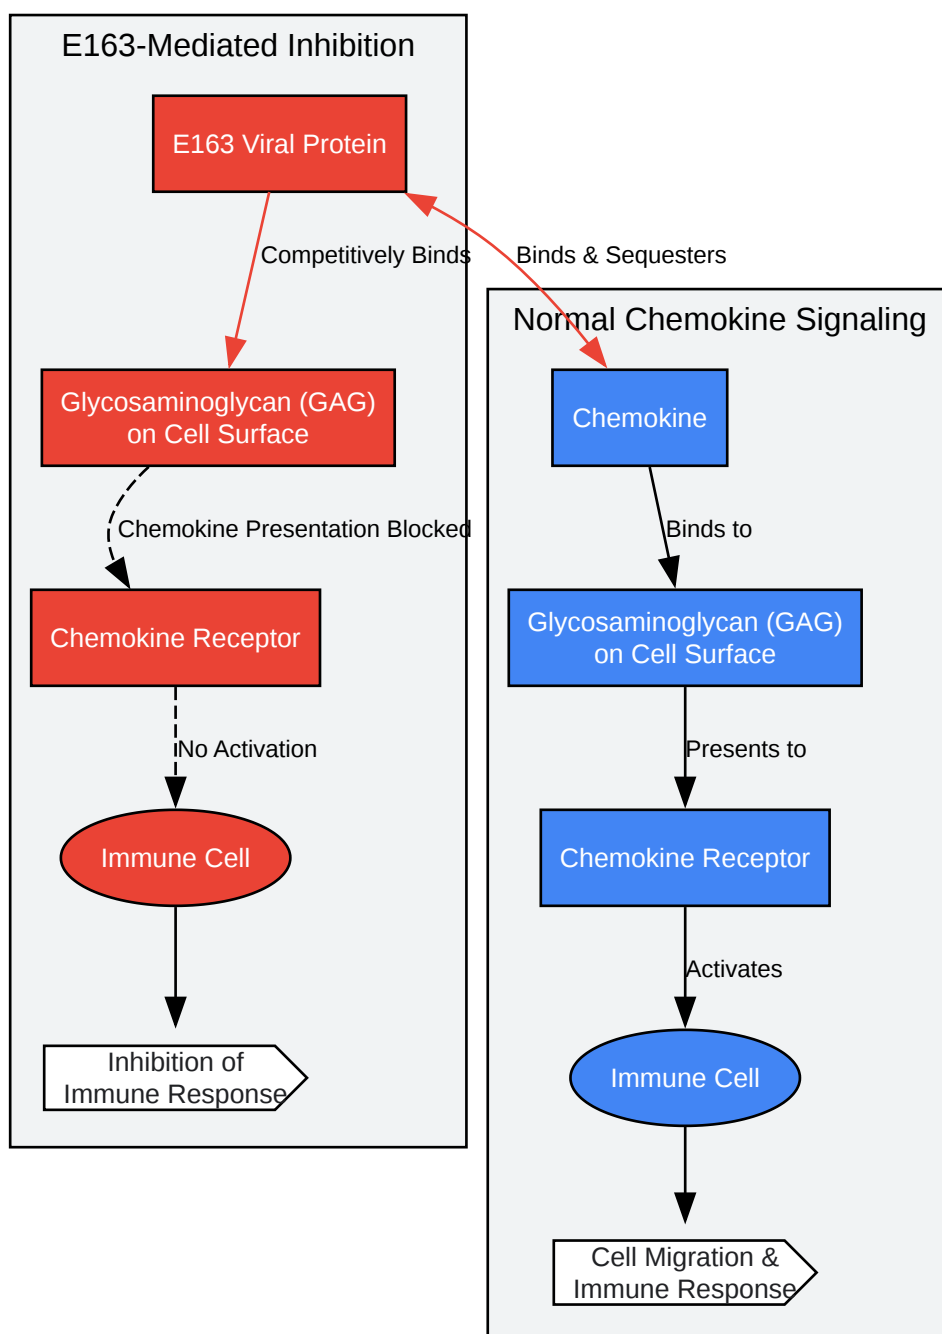 E163-Mediated Inhibition
E163 Viral Protein
Competitively Binds
Binds & Sequesters
Glycosaminoglycan (GAG)
on Cell Surface
Chemokine Presentation Blocked
Chemokine Receptor
No Activation
Immune Cell
Inhibition of
Immune Response
Normal Chemokine Signaling
Chemokine
Binds to
Glycosaminoglycan (GAG)
on Cell Surface
Presents to
Chemokine Receptor
Activates
Immune Cell
Cell Migration &
Immune Response